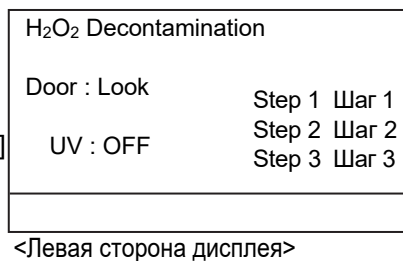 H₂O₂ Decontamination
Door : Look
Step 1 Шаг 1
Step 2 Шаг 2
] UV : OFF
Step 3 Шаг 3
<Левая сторона дисплея>